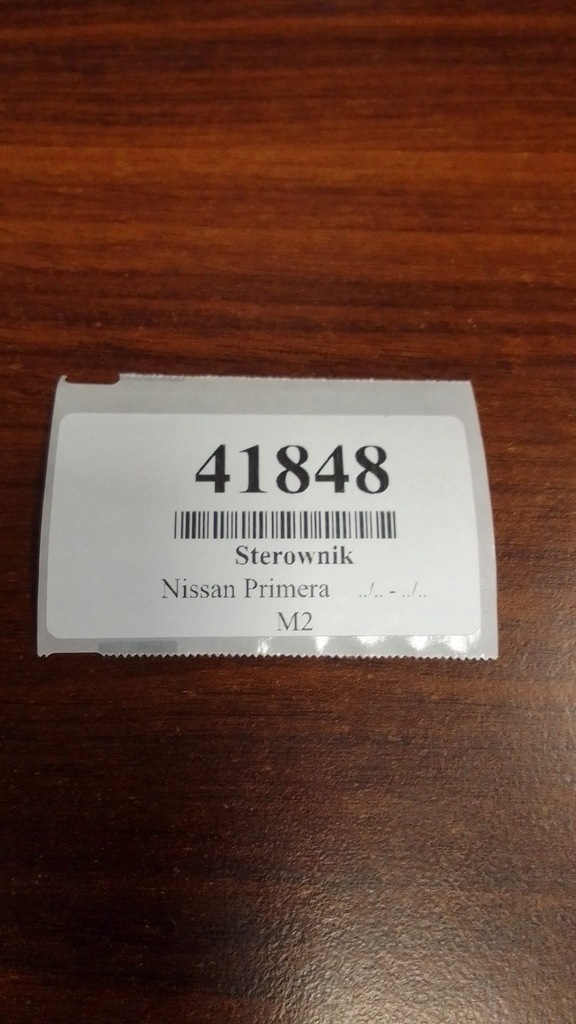 41848
Sterownik
Nissan Primera ../.. - ../..
M2